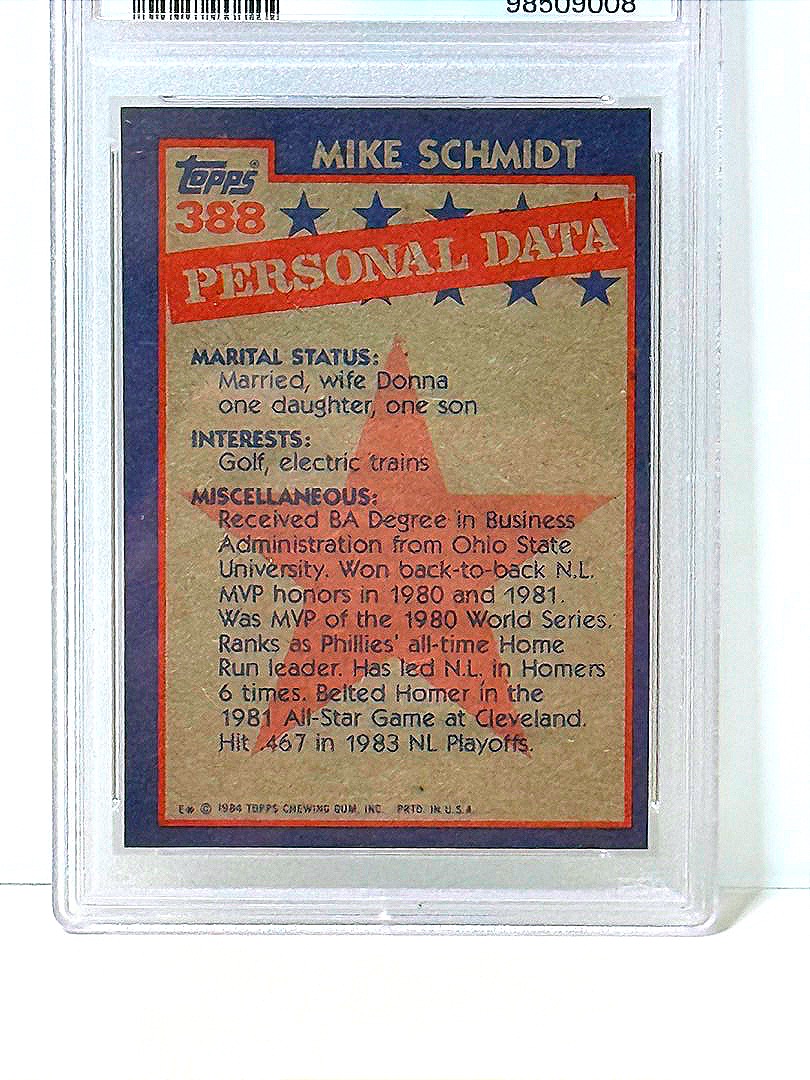 98509008
MIKE SCHMIDT
Topps®
388
PERSONAL DATA
MARITAL STATUS:
Married, wife Donna
one daughter, one son
INTERESTS:
Golf, electric trains
MISCELLANEOUS:
Received BA Degree in Business
Administration from Ohio State
University. Won back-to-back N.L.
MVP honors in 1980 and 1981.
Was MVP of the 1980 World Series.
Ranks as Phillies' all-time Home
Run leader. Has led N.L. in Homers
6 times. Belted Homer in the
1981 All-Star Game at Cleveland.
Hit .467 in 1983 NL Playoffs.
© 1984 TOPPS CHEWING GUM, INC. PRTD. IN U.S.A.